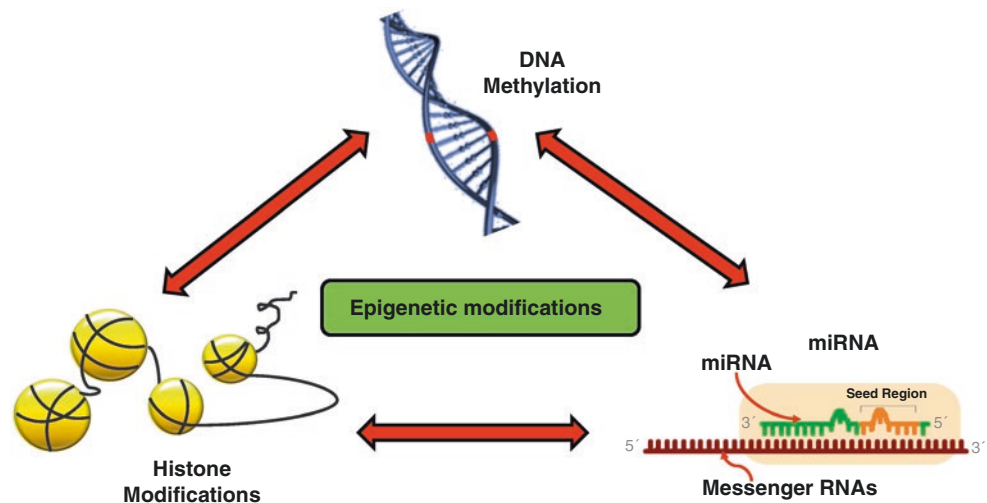 DNA
Methylation
Epigenetic modifications
miRNA
miRNA
Seed Region
3´
5´
5´
3´
Messenger RNAs
Histone
Modifications